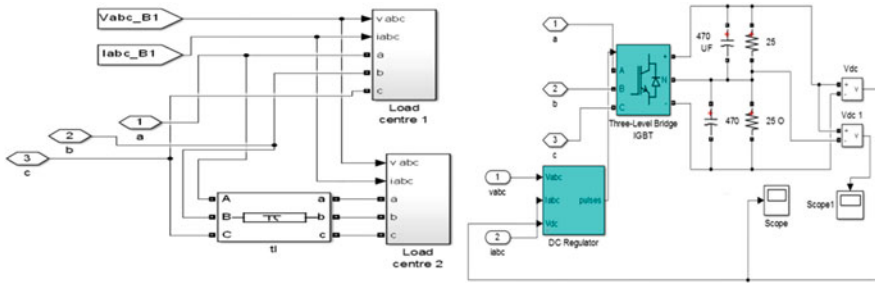 Vabc_B1
Iabc_B1
v abc
iabc
a
b
c
Load
centre 1
1
a
2
b
3
c
v abc
iabc
a
b
c
Load
centre 2
A
B
C
a
b
c
tl
1
a
2
b
3
c
A
B
C
+
N
-
Three-Level Bridge
IGBT
470
UF
25
470
25 O
Vdc
+
-
v
Vdc 1
+
-
v
1
vabc
2
iabc
Vabc
Iabc
Vdc
pulses
DC Regulator
Scope
Scope1